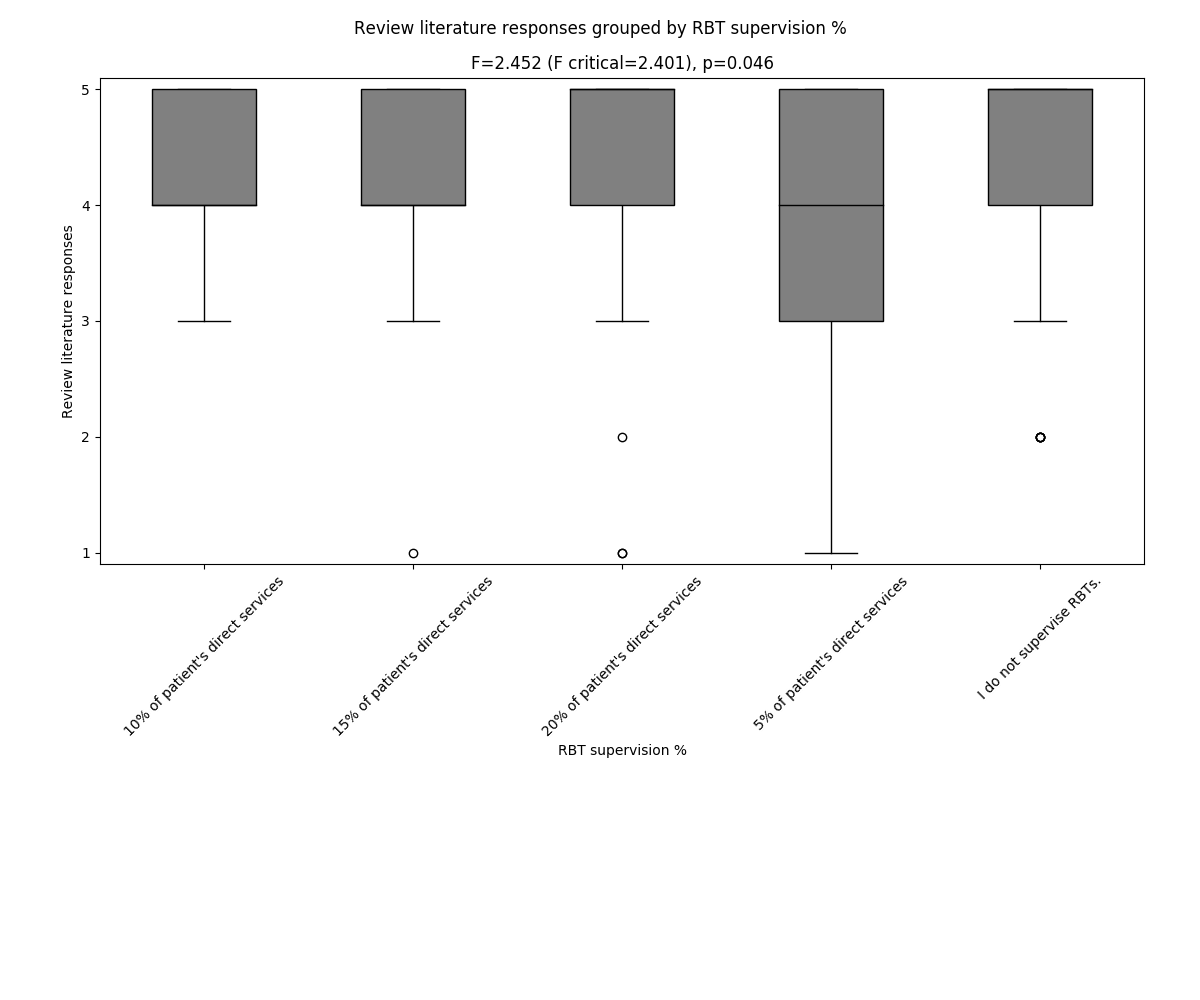 Review literature responses grouped by RBT supervision %
F=2.452 (F critical=2.401), p=0.046
Review literature responses
5
4
3
2
1
10% of patient's direct services
15% of patient's direct services
20% of patient's direct services
5% of patient's direct services
I do not supervise RBTs.
RBT supervision %